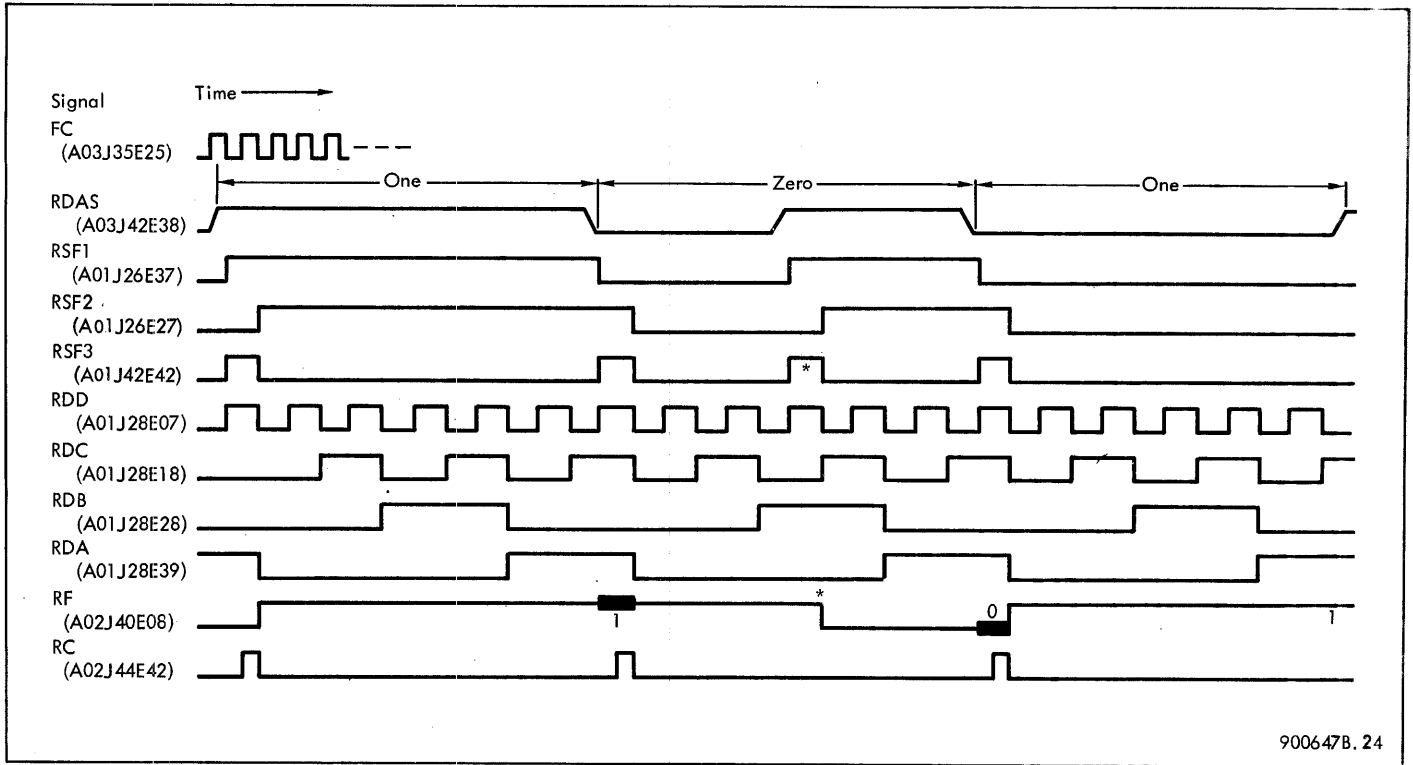 Signal Time
FC
(A03J35E25)
One Zero One
RDAS
(A03J42E38)
RSF1
(A01J26E37)
RSF2
(A01J26E27)
RSF3
(A01J42E42)
*
RDD
(A01J28E07)
RDC
(A01J28E18)
RDB
(A01J28E28)
RDA
(A01J28E39)
RF * 0
(A02J40E08) 1 1
RC
(A02J44E42)
900647B.24